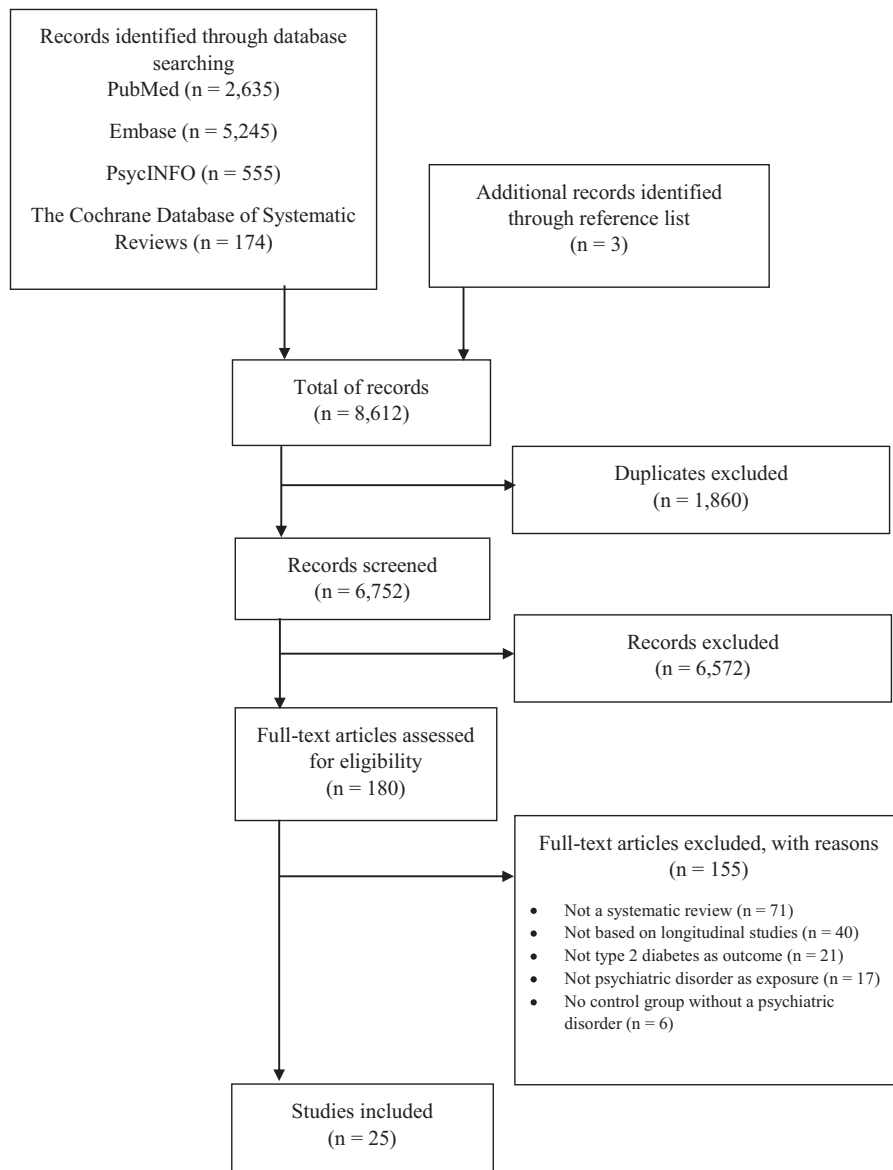 Records identified through database
searching
PubMed (n = 2,635)
Embase (n = 5,245)
PsycINFO (n = 555)
The Cochrane Database of Systematic
Reviews (n = 174)
Additional records identified
through reference list
(n = 3)
Total of records
(n = 8,612)
Duplicates excluded
(n = 1,860)
Records screened
(n = 6,752)
Records excluded
(n = 6,572)
Full-text articles assessed
for eligibility
(n = 180)
Full-text articles excluded, with reasons
(n = 155)
• Not a systematic review (n = 71)
• Not based on longitudinal studies (n = 40)
• Not type 2 diabetes as outcome (n = 21)
• Not psychiatric disorder as exposure (n = 17)
• No control group without a psychiatric
disorder (n = 6)
Studies included
(n = 25)